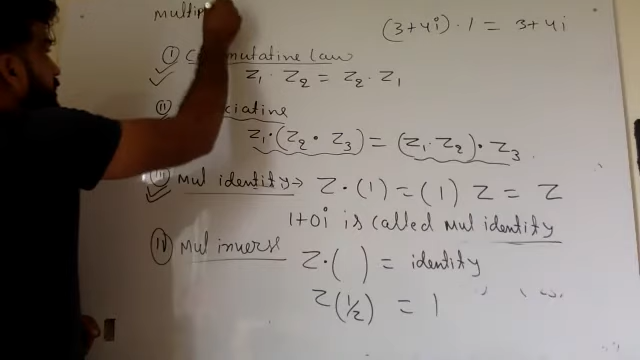 (3+4i)·1 = 3+4i
(i) mutative law
z₁ · z₂ = z₂ · z₁
(ii) ciative
z₁·(z₂ · z₃) = (z₁·z₂)·z₃
(iii) Mul identity→ z·(1) = (1) z = z
1+0i is called Mul identity
(iv) Mul inverse z·( ) = identity
z(1/z) = 1